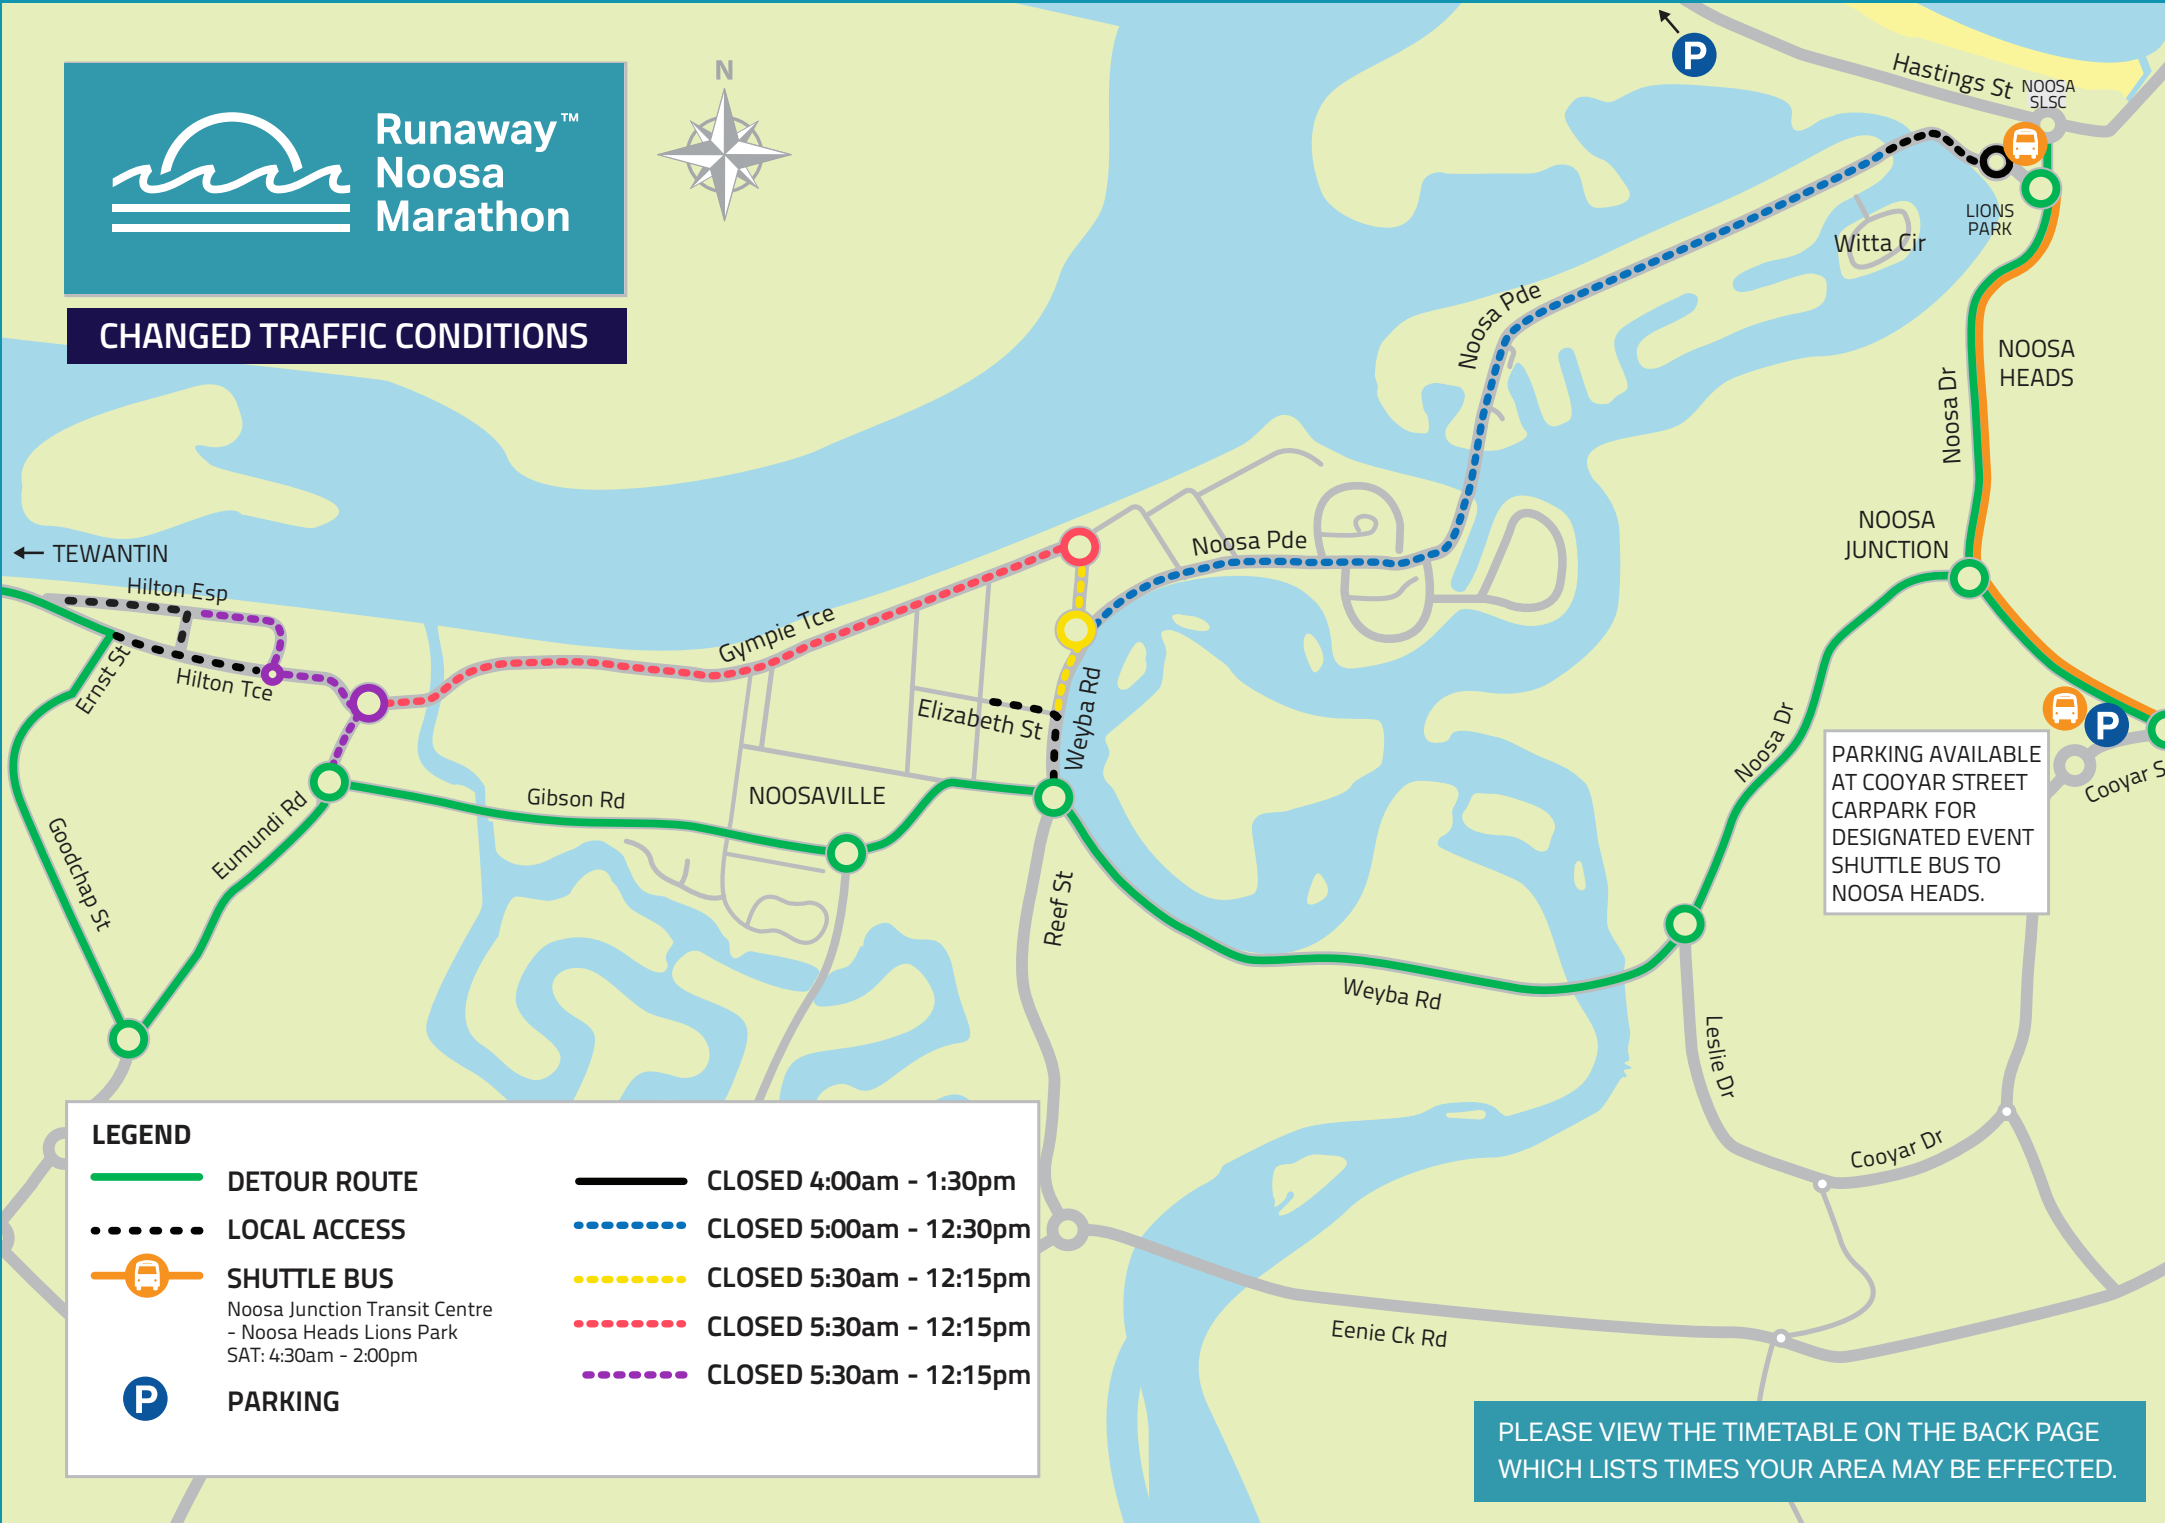 Runaway™
Noosa
Marathon
CHANGED TRAFFIC CONDITIONS
N
P
Hastings St
NOOSA
SLSC
LIONS
PARK
Witta Cir
Noosa Pde
NOOSA
HEADS
Noosa Dr
NOOSA
JUNCTION
Noosa Pde
← TEWANTIN
Hilton Esp
Gympie Tce
Ernst St
Hilton Tce
Elizabeth St
Weyba Rd
Noosa Dr
P
PARKING AVAILABLE
AT COOYAR STREET
CARPARK FOR
DESIGNATED EVENT
SHUTTLE BUS TO
NOOSA HEADS.
Cooyar S
Gibson Rd
NOOSAVILLE
Eumundi Rd
Goodchap St
Reef St
Weyba Rd
Leslie Dr
Cooyar Dr
Eenie Ck Rd
LEGEND
DETOUR ROUTE
LOCAL ACCESS
SHUTTLE BUS
Noosa Junction Transit Centre
- Noosa Heads Lions Park
SAT: 4:30am - 2:00pm
P PARKING
CLOSED 4:00am - 1:30pm
CLOSED 5:00am - 12:30pm
CLOSED 5:30am - 12:15pm
CLOSED 5:30am - 12:15pm
CLOSED 5:30am - 12:15pm
PLEASE VIEW THE TIMETABLE ON THE BACK PAGE
WHICH LISTS TIMES YOUR AREA MAY BE EFFECTED.